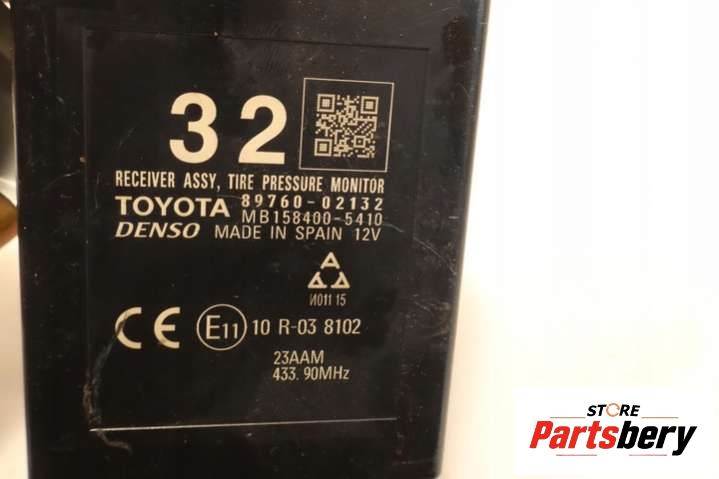 32
RECEIVER ASSY, TIRE PRESSURE MONITOR
TOYOTA 89760-02132
MB158400-5410
DENSO MADE IN SPAIN 12V
И011 15
CE E11 10 R-03 8102
23AAM
433.90MHz
STORE
Partsbery